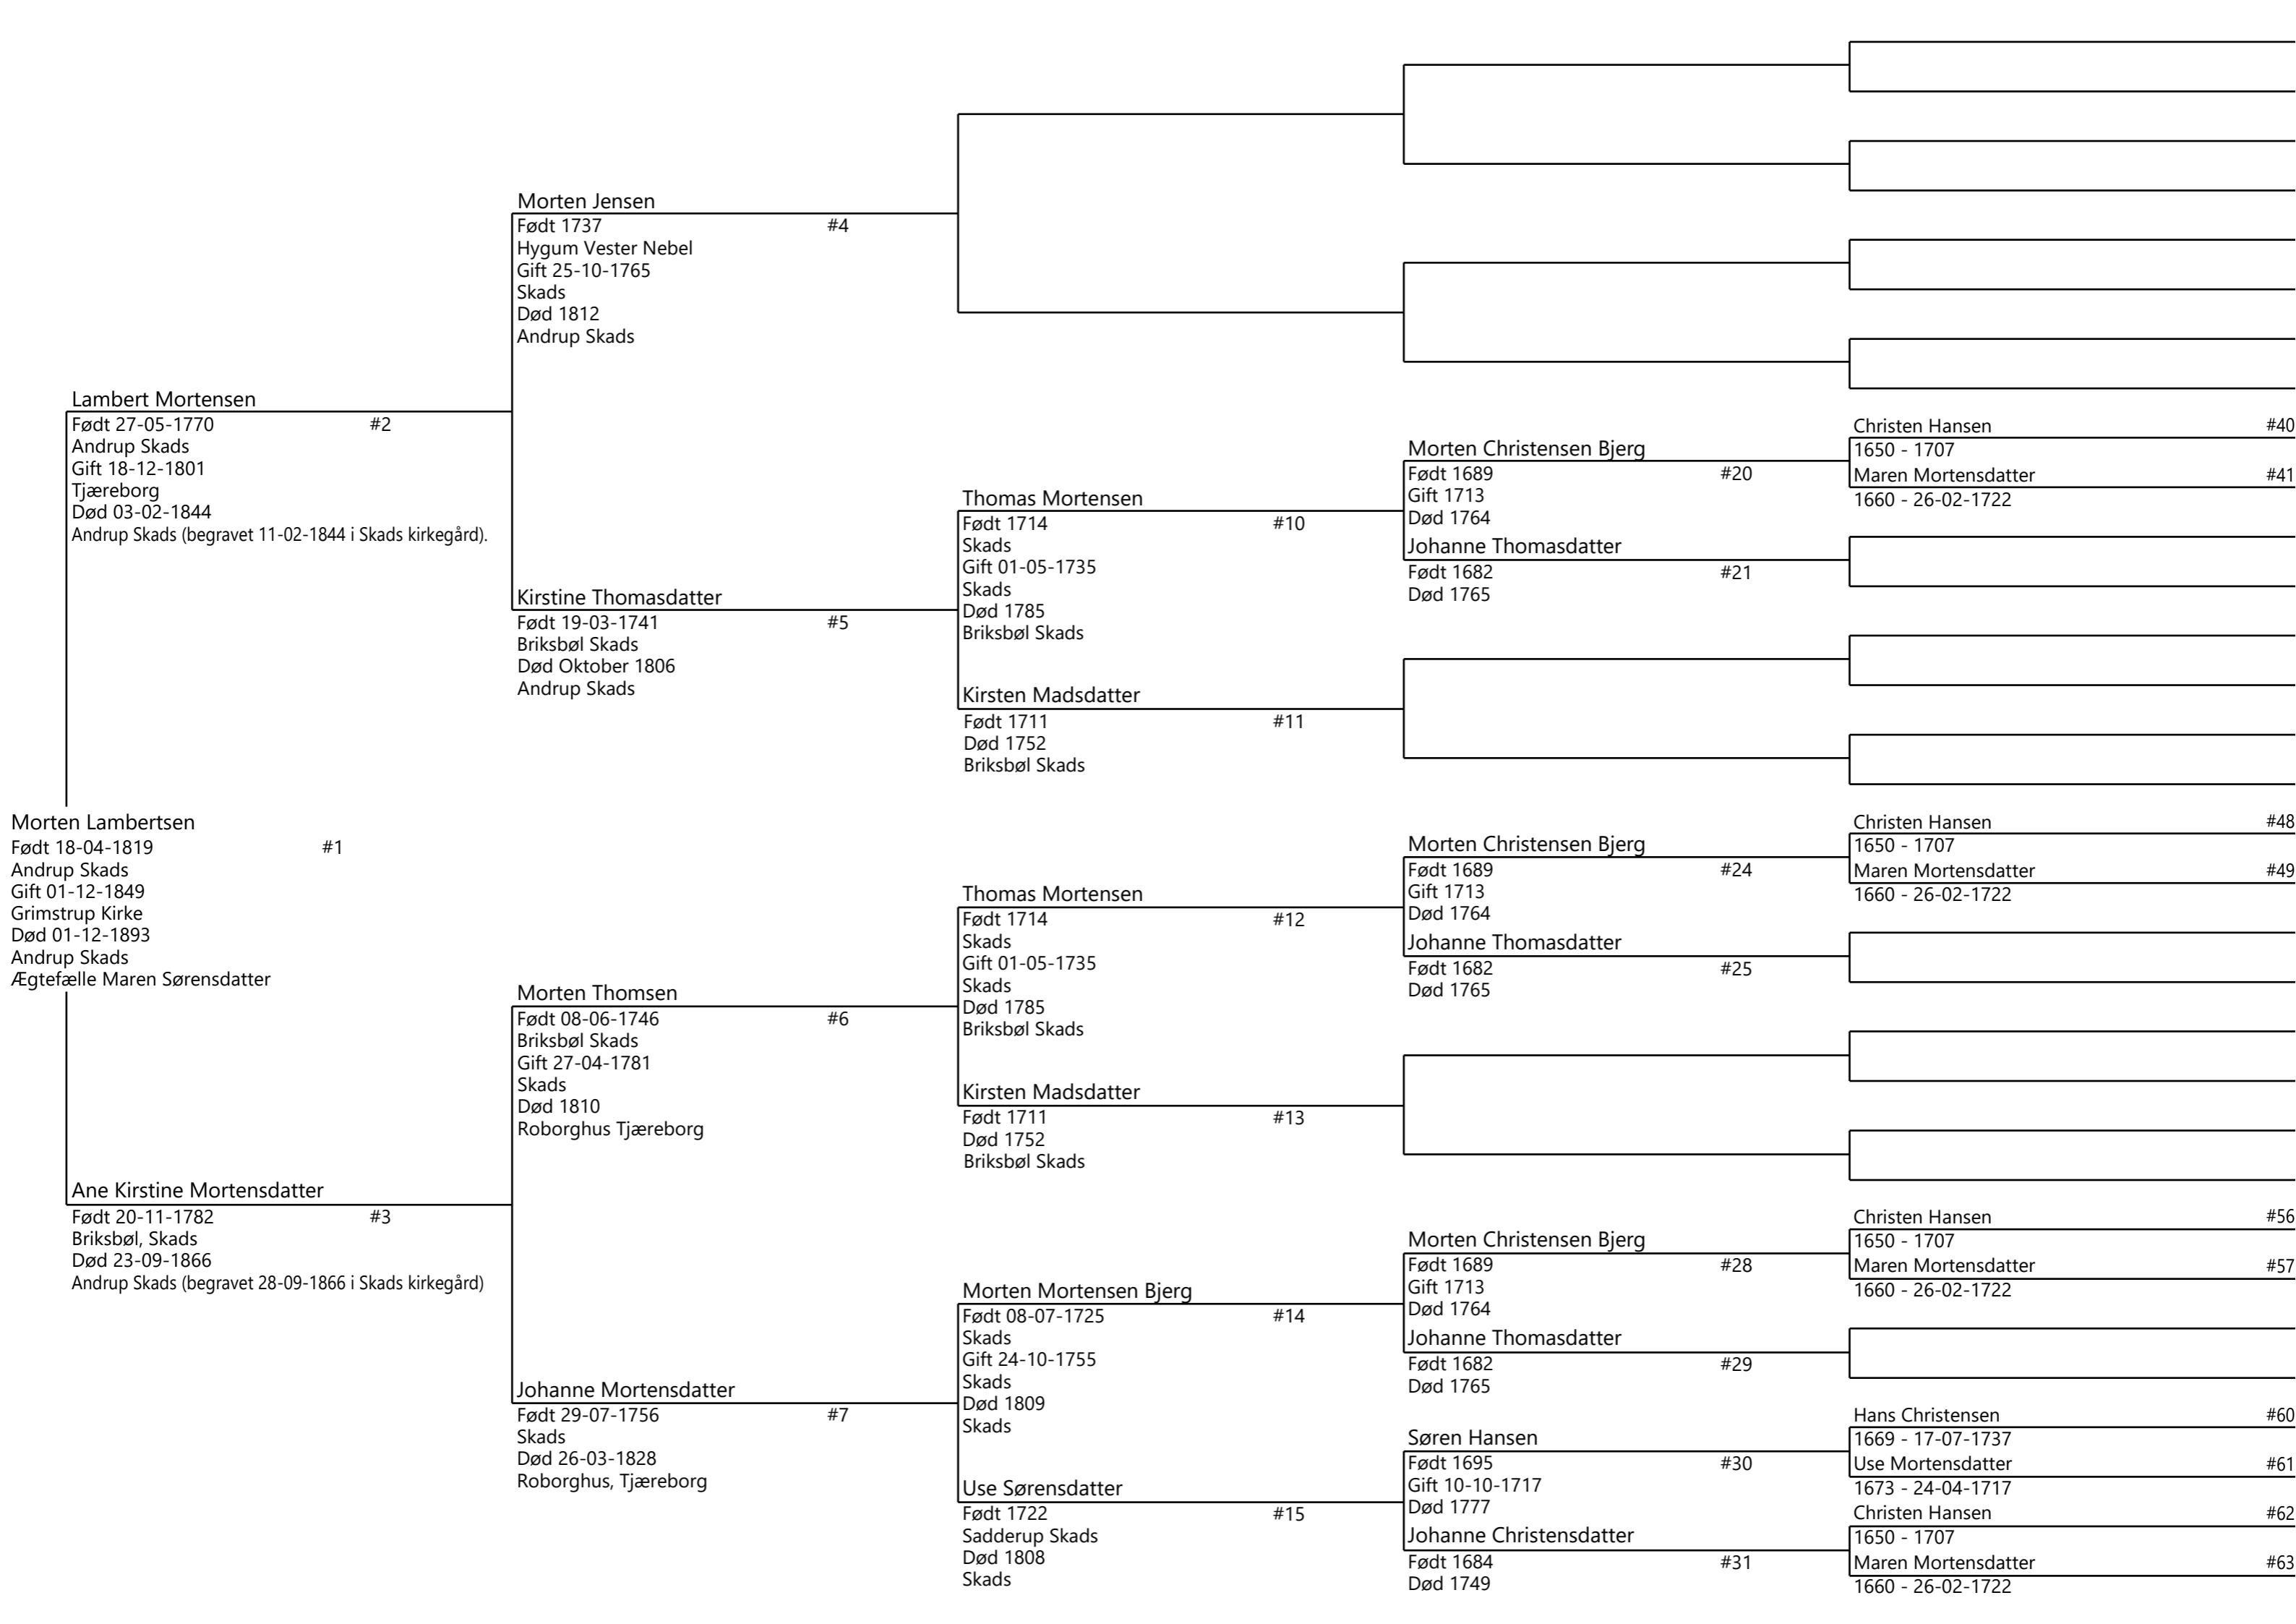 Morten Lambertsen
Født 18-04-1819 #1
Andrup Skads
Gift 01-12-1849
Grimstrup Kirke
Død 01-12-1893
Andrup Skads
Ægtefælle Maren Sørensdatter
Lambert Mortensen
Født 27-05-1770 #2
Andrup Skads
Gift 18-12-1801
Tjæreborg
Død 03-02-1844
Andrup Skads (begravet 11-02-1844 i Skads kirkegård).
Ane Kirstine Mortensdatter
Født 20-11-1782 #3
Briksbøl, Skads
Død 23-09-1866
Andrup Skads (begravet 28-09-1866 i Skads kirkegård)
Morten Jensen
Født 1737 #4
Hygum Vester Nebel
Gift 25-10-1765
Skads
Død 1812
Andrup Skads
Kirstine Thomasdatter
Født 19-03-1741 #5
Briksbøl Skads
Død Oktober 1806
Andrup Skads
Morten Thomsen
Født 08-06-1746 #6
Briksbøl Skads
Gift 27-04-1781
Skads
Død 1810
Roborghus Tjæreborg
Johanne Mortensdatter
Født 29-07-1756 #7
Skads
Død 26-03-1828
Roborghus, Tjæreborg
Thomas Mortensen
Født 1714 #10
Skads
Gift 01-05-1735
Skads
Død 1785
Briksbøl Skads
Kirsten Madsdatter
Født 1711 #11
Død 1752
Briksbøl Skads
Thomas Mortensen
Født 1714 #12
Skads
Gift 01-05-1735
Skads
Død 1785
Briksbøl Skads
Kirsten Madsdatter
Født 1711 #13
Død 1752
Briksbøl Skads
Morten Mortensen Bjerg
Født 08-07-1725 #14
Skads
Gift 24-10-1755
Skads
Død 1809
Skads
Use Sørensdatter
Født 1722 #15
Sadderup Skads
Død 1808
Skads
Morten Christensen Bjerg
Født 1689 #20
Gift 1713
Død 1764
Johanne Thomasdatter
Født 1682 #21
Død 1765
Morten Christensen Bjerg
Født 1689 #24
Gift 1713
Død 1764
Johanne Thomasdatter
Født 1682 #25
Død 1765
Morten Christensen Bjerg
Født 1689 #28
Gift 1713
Død 1764
Johanne Thomasdatter
Født 1682 #29
Død 1765
Søren Hansen
Født 1695 #30
Gift 10-10-1717
Død 1777
Johanne Christensdatter
Født 1684 #31
Død 1749
Christen Hansen #40
1650 - 1707
Maren Mortensdatter #41
1660 - 26-02-1722
Christen Hansen #48
1650 - 1707
Maren Mortensdatter #49
1660 - 26-02-1722
Christen Hansen #56
1650 - 1707
Maren Mortensdatter #57
1660 - 26-02-1722
Hans Christensen #60
1669 - 17-07-1737
Use Mortensdatter #61
1673 - 24-04-1717
Christen Hansen #62
1650 - 1707
Maren Mortensdatter #63
1660 - 26-02-1722